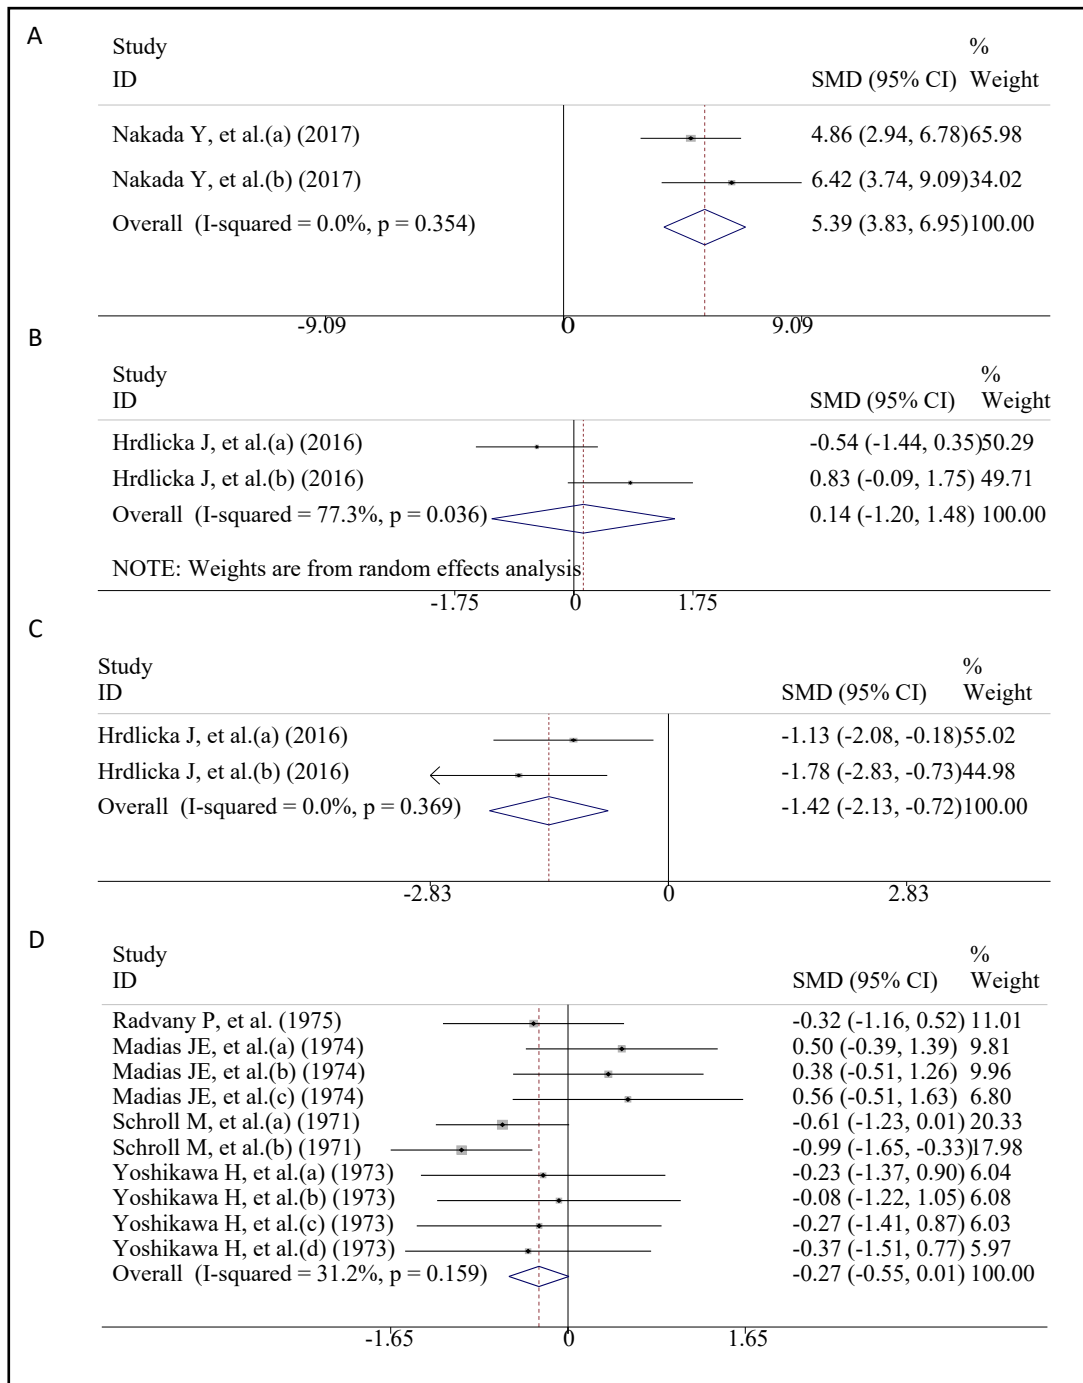 A
Study %
ID SMD (95% CI) Weight
Nakada Y, et al.(a) (2017) 4.86 (2.94, 6.78) 65.98
Nakada Y, et al.(b) (2017) 6.42 (3.74, 9.09) 34.02
Overall (I-squared = 0.0%, p = 0.354) 5.39 (3.83, 6.95) 100.00
-9.09 0 9.09
B
Study %
ID SMD (95% CI) Weight
Hrdlicka J, et al.(a) (2016) -0.54 (-1.44, 0.35) 50.29
Hrdlicka J, et al.(b) (2016) 0.83 (-0.09, 1.75) 49.71
Overall (I-squared = 77.3%, p = 0.036) 0.14 (-1.20, 1.48) 100.00
NOTE: Weights are from random effects analysis
-1.75 0 1.75
C
Study %
ID SMD (95% CI) Weight
Hrdlicka J, et al.(a) (2016) -1.13 (-2.08, -0.18) 55.02
Hrdlicka J, et al.(b) (2016) -1.78 (-2.83, -0.73) 44.98
Overall (I-squared = 0.0%, p = 0.369) -1.42 (-2.13, -0.72) 100.00
-2.83 0 2.83
D
Study %
ID SMD (95% CI) Weight
Radvany P, et al. (1975) -0.32 (-1.16, 0.52) 11.01
Madias JE, et al.(a) (1974) 0.50 (-0.39, 1.39) 9.81
Madias JE, et al.(b) (1974) 0.38 (-0.51, 1.26) 9.96
Madias JE, et al.(c) (1974) 0.56 (-0.51, 1.63) 6.80
Schroll M, et al.(a) (1971) -0.61 (-1.23, 0.01) 20.33
Schroll M, et al.(b) (1971) -0.99 (-1.65, -0.33) 17.98
Yoshikawa H, et al.(a) (1973) -0.23 (-1.37, 0.90) 6.04
Yoshikawa H, et al.(b) (1973) -0.08 (-1.22, 1.05) 6.08
Yoshikawa H, et al.(c) (1973) -0.27 (-1.41, 0.87) 6.03
Yoshikawa H, et al.(d) (1973) -0.37 (-1.51, 0.77) 5.97
Overall (I-squared = 31.2%, p = 0.159) -0.27 (-0.55, 0.01) 100.00
-1.65 0 1.65